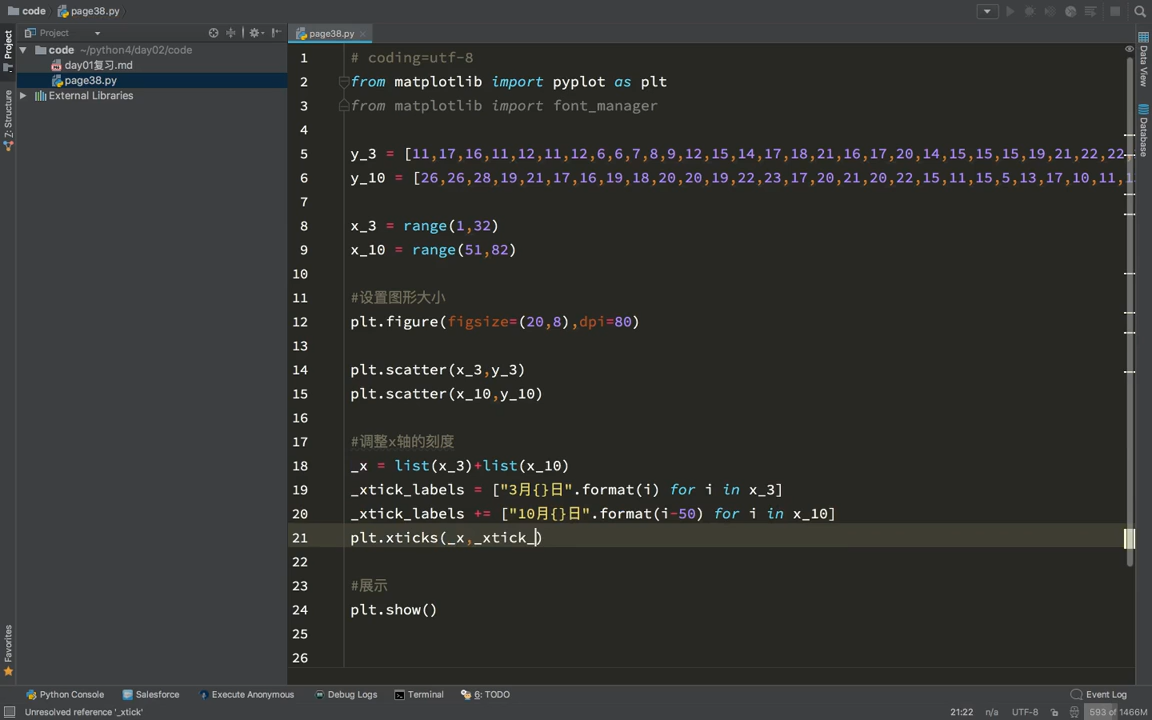 code page38.py
Project
page38.py
code ~/python4/day02/code
day01复习.md
page38.py
External Libraries
1: Project
Z: Structure
Favorites
Data View
Database
1 # coding=utf-8
2 from matplotlib import pyplot as plt
3 from matplotlib import font_manager
4
5 y_3 = [11,17,16,11,12,11,12,6,6,7,8,9,12,15,14,17,18,21,16,17,20,14,15,15,15,19,21,22,22
6 y_10 = [26,26,28,19,21,17,16,19,18,20,20,19,22,23,17,20,21,20,22,15,11,15,5,13,17,10,11,1
7
8 x_3 = range(1,32)
9 x_10 = range(51,82)
10
11 #设置图形大小
12 plt.figure(figsize=(20,8),dpi=80)
13
14 plt.scatter(x_3,y_3)
15 plt.scatter(x_10,y_10)
16
17 #调整x轴的刻度
18 _x = list(x_3)+list(x_10)
19 _xtick_labels = ["3月{}日".format(i) for i in x_3]
20 _xtick_labels += ["10月{}日".format(i-50) for i in x_10]
21 plt.xticks(_x,_xtick_)
22
23 #展示
24 plt.show()
25
26
Python Console Salesforce Execute Anonymous Debug Logs Terminal 6: TODO Event Log
Unresolved reference '_xtick' 21:22 n/a UTF-8 593 of 1466M